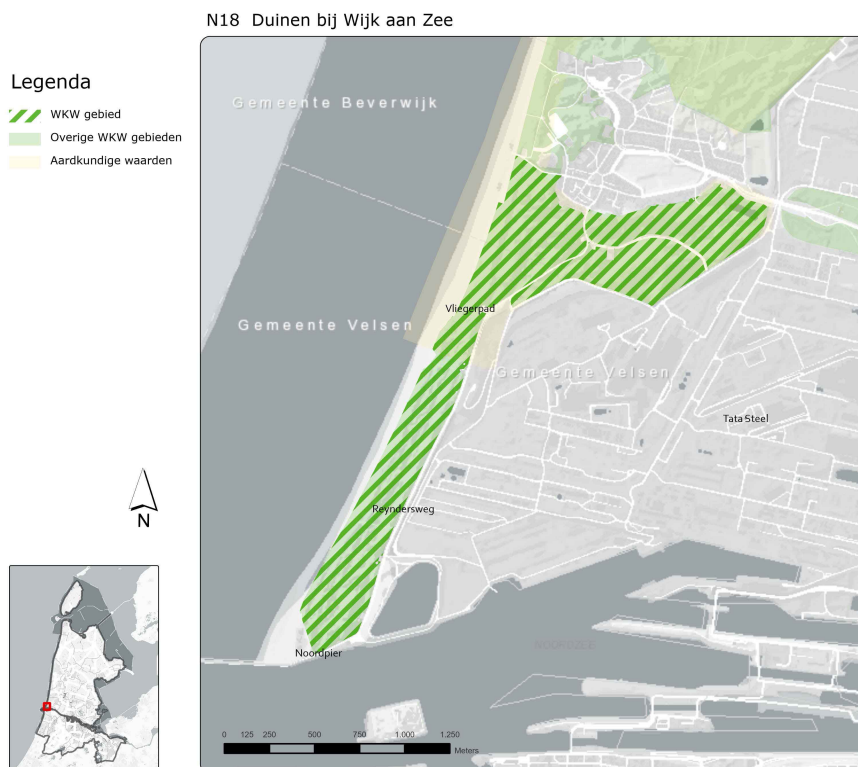 N18 Duinen bij Wijk aan Zee
Legenda
WKW gebied
Overige WKW gebieden
Aardkundige waarden
Gemeente Beverwijk
Gemeente Velsen
Vliegerpad
Gemeente Velsen
Tata Steel
Reyndersweg
Noordpier
N
0 125 250 500 750 1.000 1.250
Meters